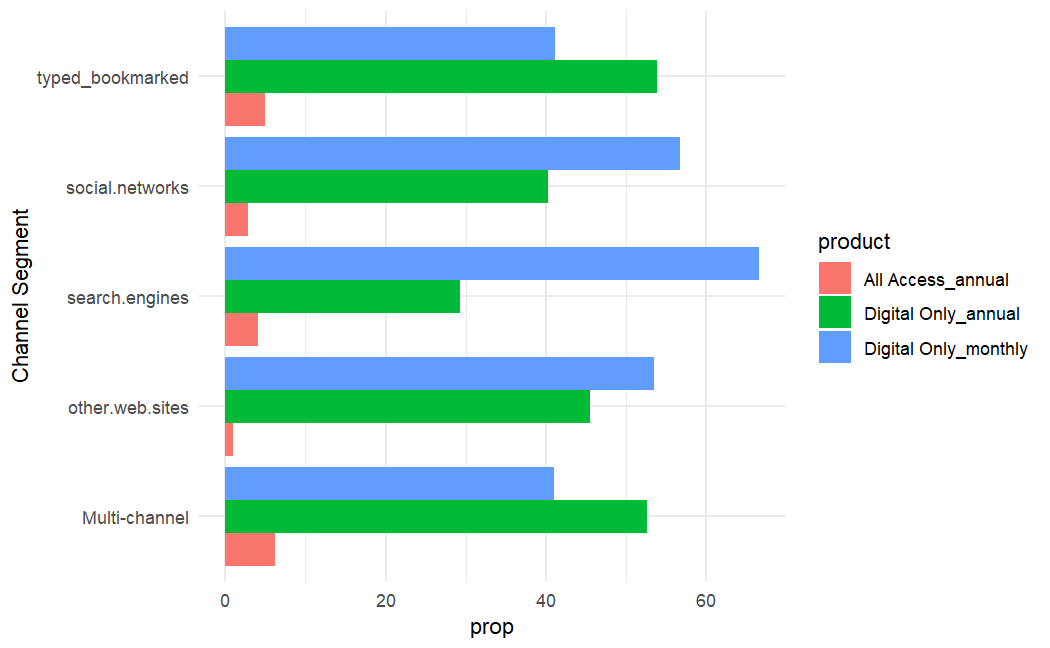 typed_bookmarked
social.networks
search.engines
other.web.sites
Multi-channel
Channel Segment
0 20 40 60
prop
product
All Access_annual
Digital Only_annual
Digital Only_monthly